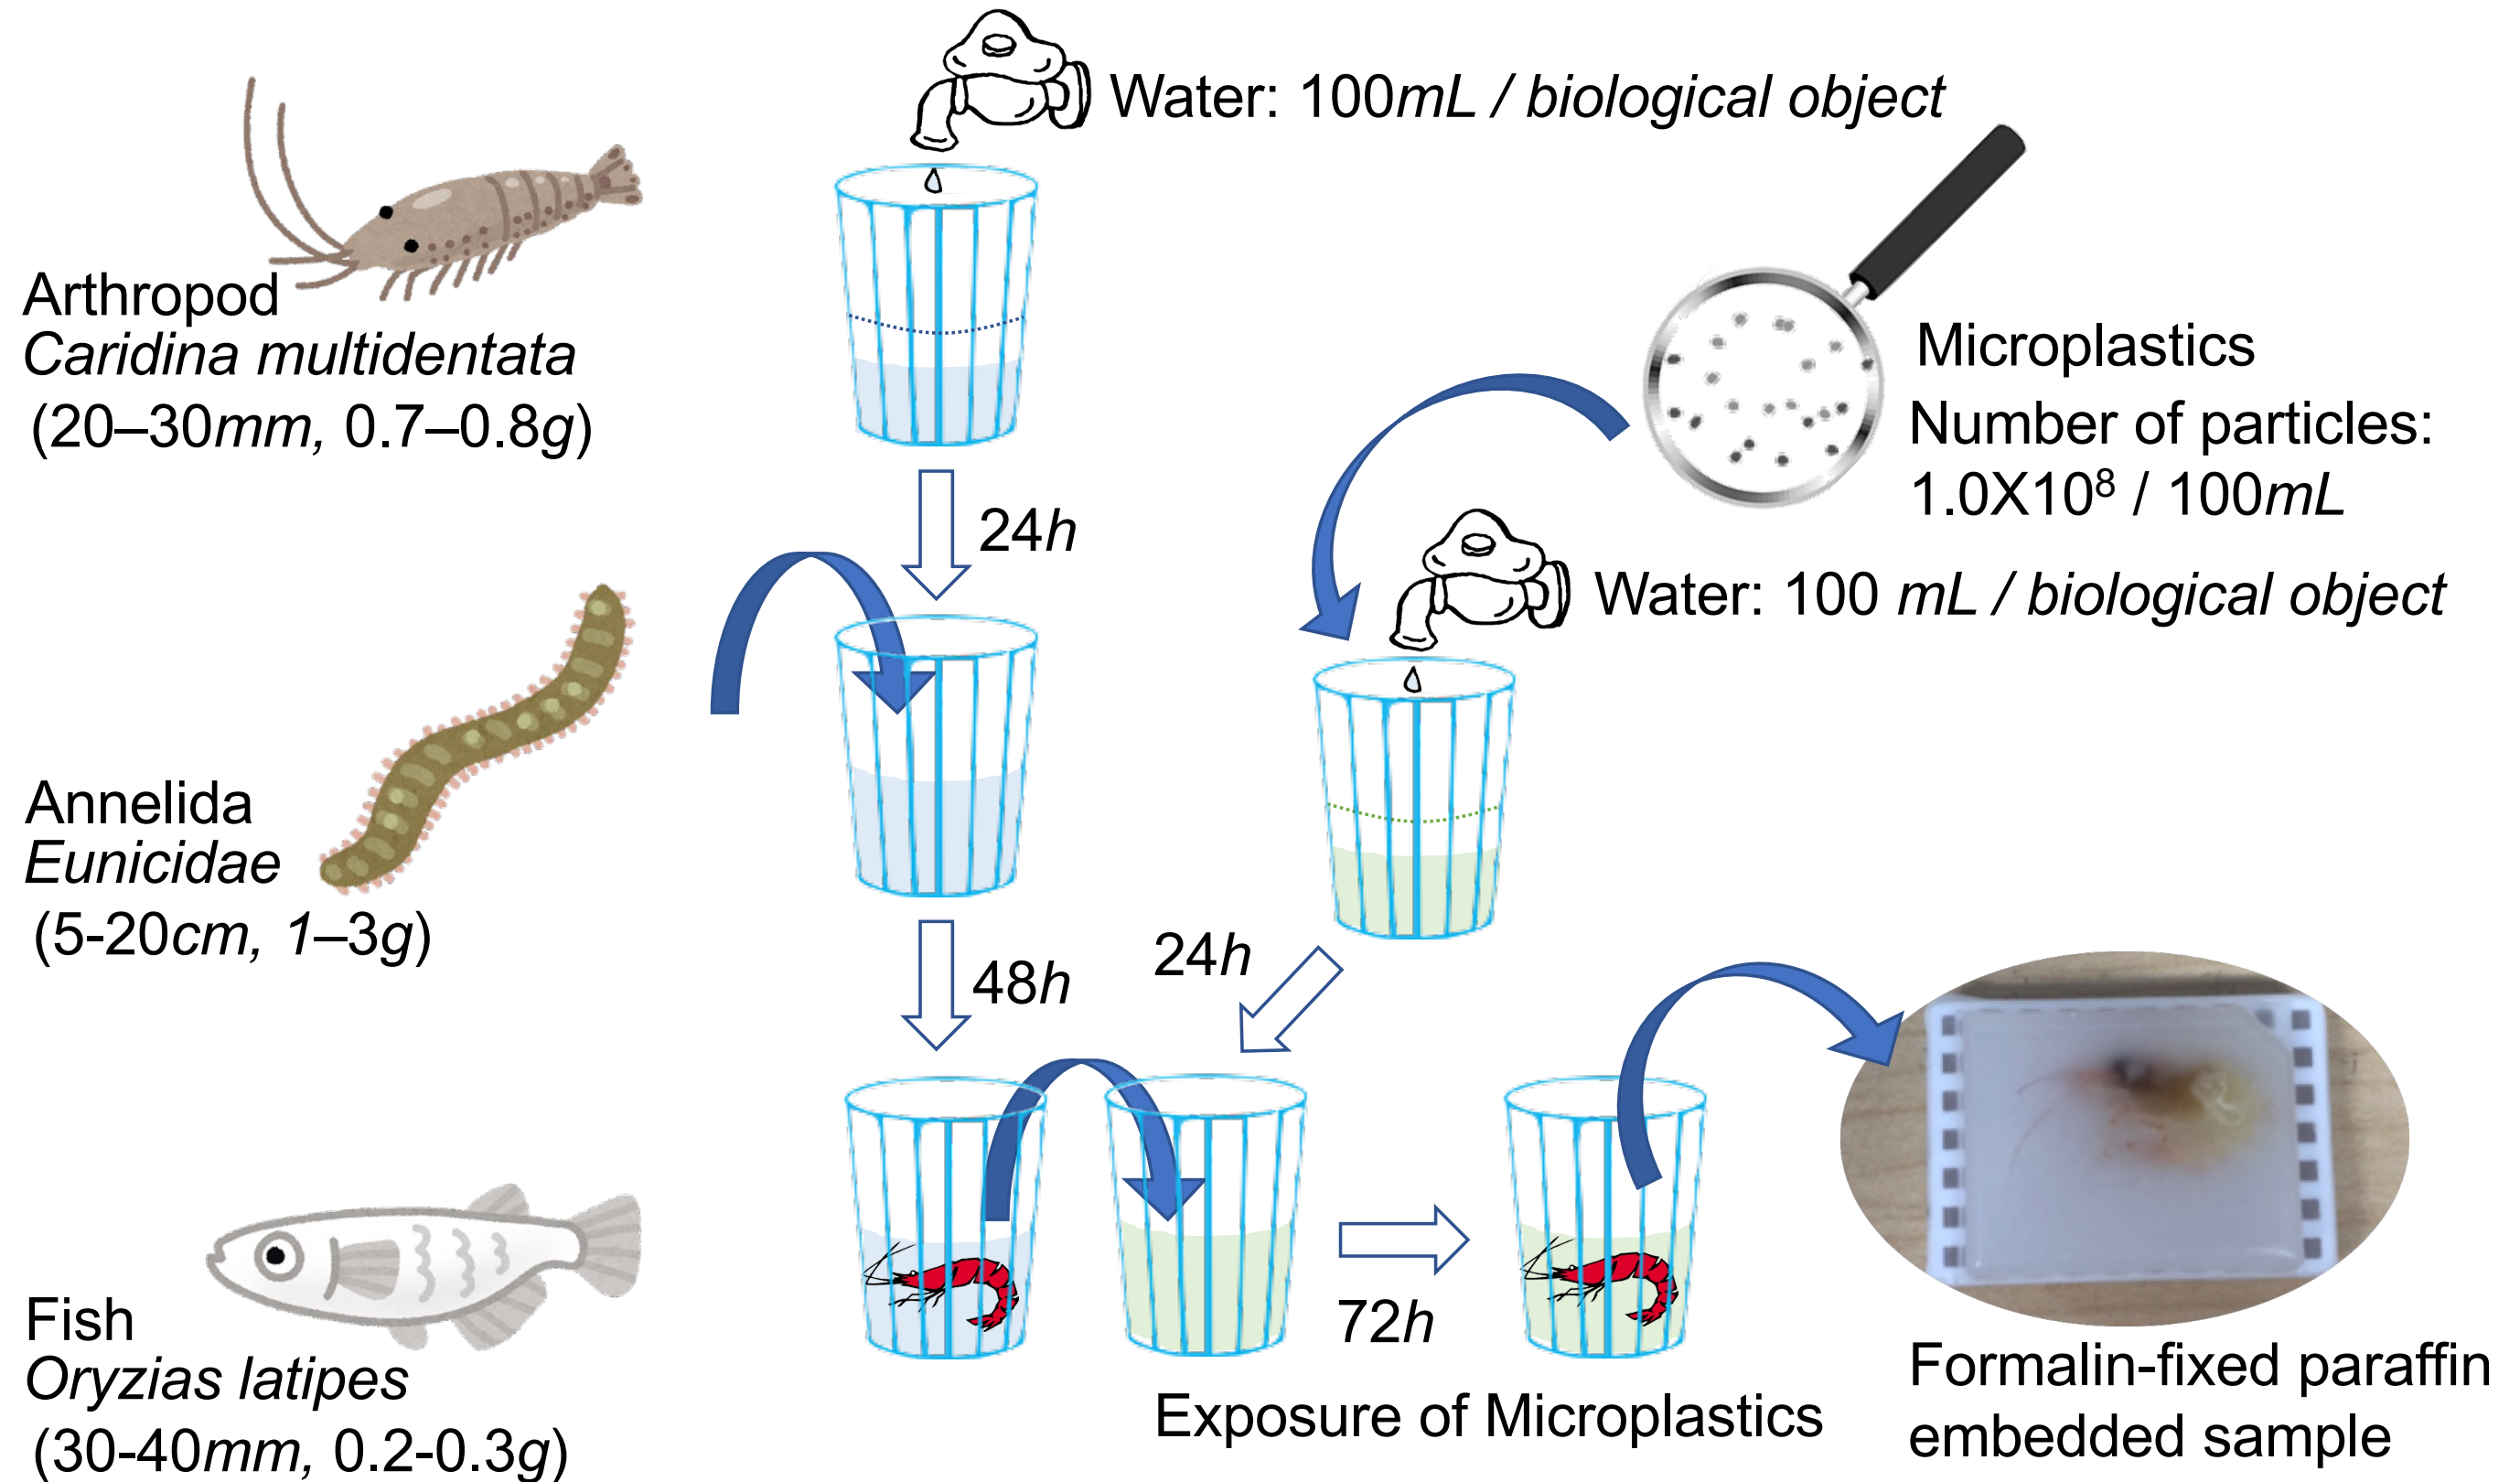 Water: 100mL / biological object
Arthropod
Caridina multidentata
(20–30mm, 0.7–0.8g)
Microplastics
Number of particles:
1.0X10⁸ / 100mL
24h
Water: 100 mL / biological object
Annelida
Eunicidae
(5-20cm, 1–3g)
48h
24h
Fish
Oryzias latipes
(30-40mm, 0.2-0.3g)
72h
Exposure of Microplastics
Formalin-fixed paraffin
embedded sample